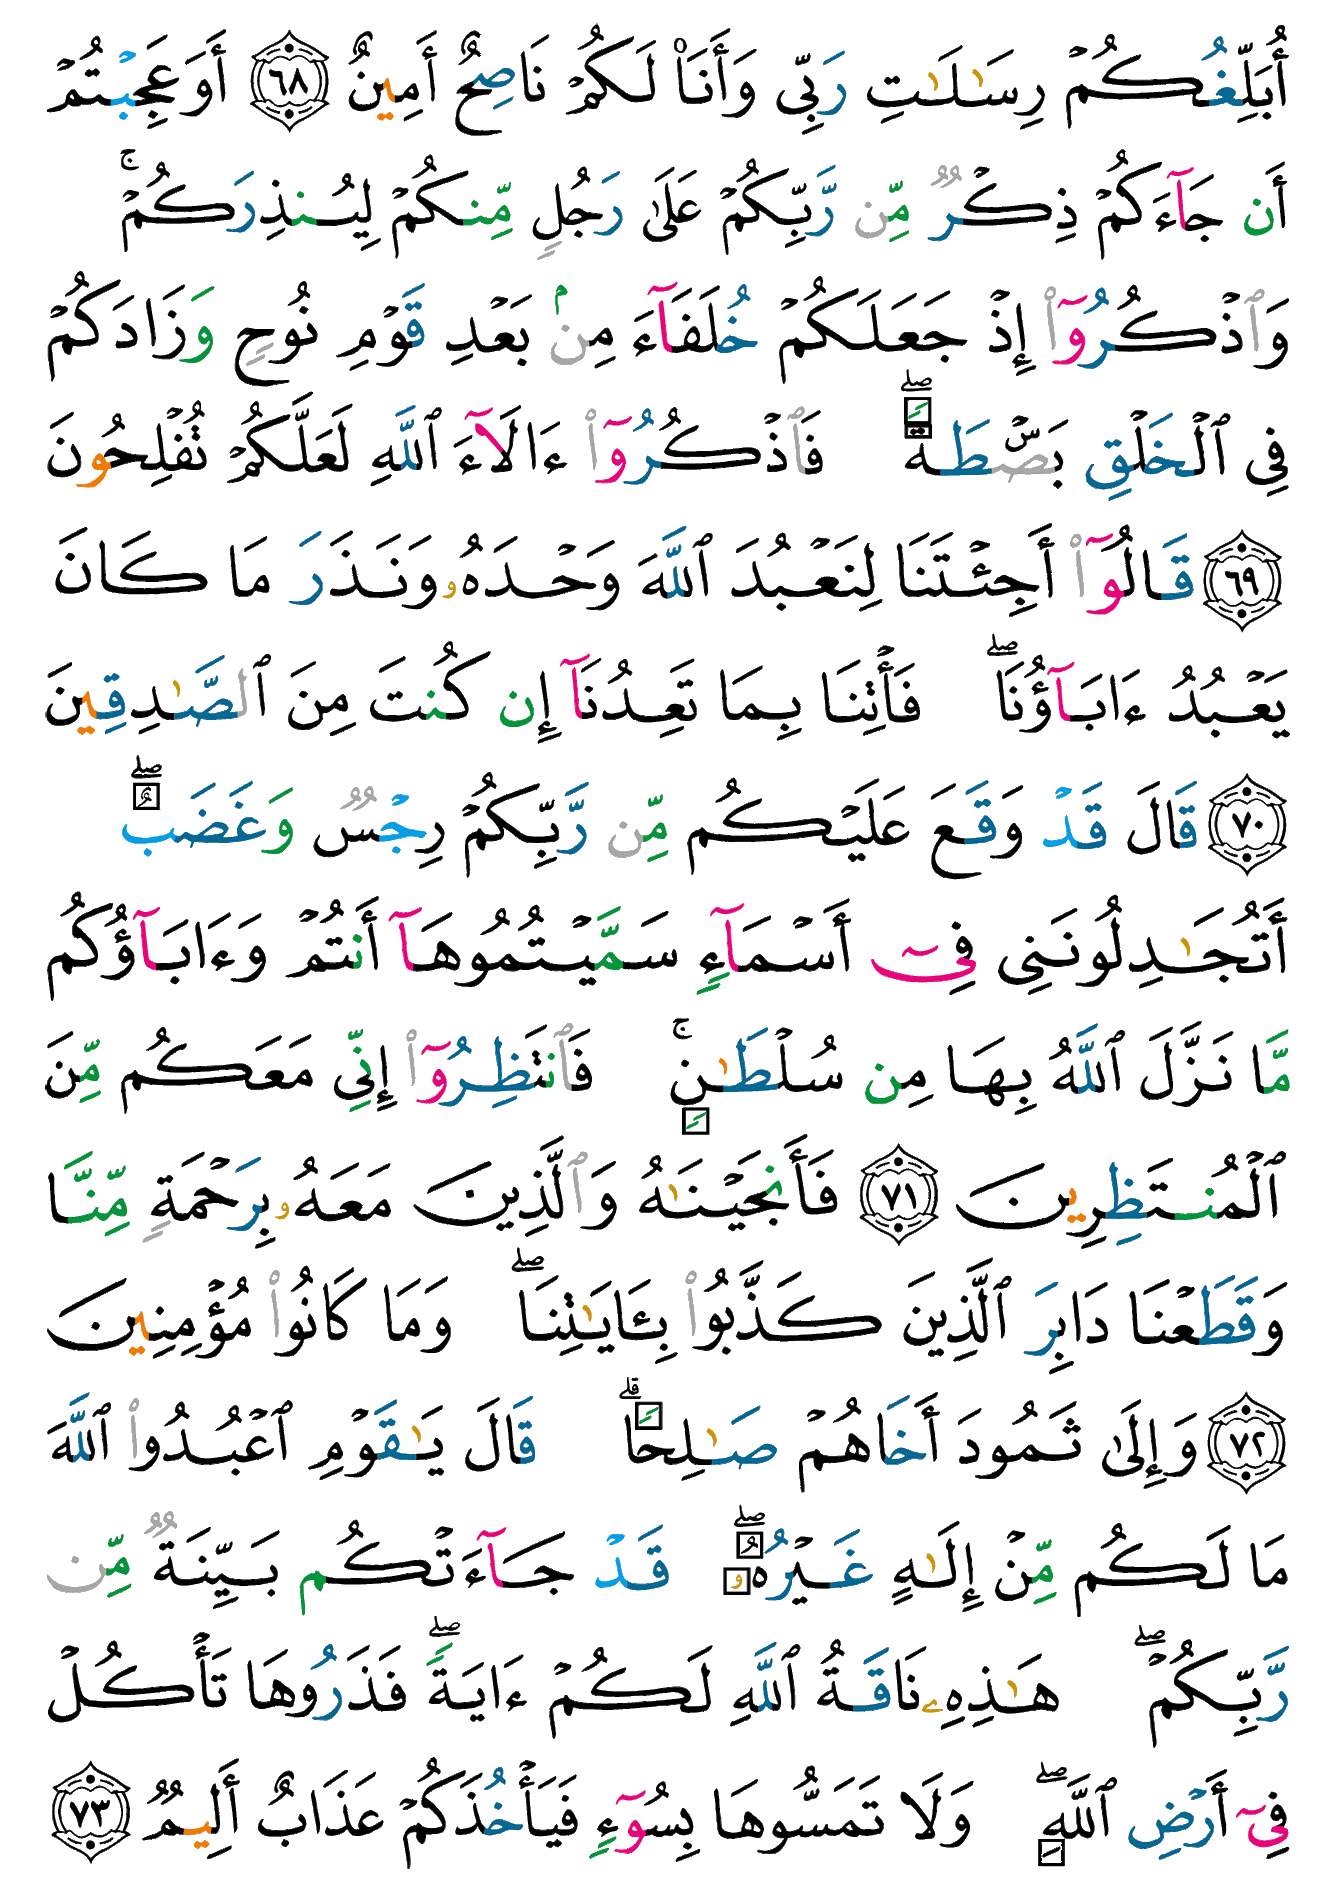 أُبَلِّغُكُمْ رِسَٰلَٰتِ رَبِّى وَأَنَا۠ لَكُمْ نَاصِحٌ أَمِينٌ ٦٨ أَوَعَجِبْتُمْ
أَن جَآءَكُمْ ذِكْرٌ مِّن رَّبِّكُمْ عَلَىٰ رَجُلٍ مِّنكُمْ لِيُنذِرَكُمْ ۚ
وَٱذْكُرُوٓا۟ إِذْ جَعَلَكُمْ خُلَفَآءَ مِنۢ بَعْدِ قَوْمِ نُوحٍ وَزَادَكُمْ
فِى ٱلْخَلْقِ بَصْۜطَةً ۖ فَٱذْكُرُوٓا۟ ءَالَآءَ ٱللَّهِ لَعَلَّكُمْ تُفْلِحُونَ
٦٩ قَالُوٓا۟ أَجِئْتَنَا لِنَعْبُدَ ٱللَّهَ وَحْدَهُۥ وَنَذَرَ مَا كَانَ
يَعْبُدُ ءَابَآؤُنَا ۖ فَأْتِنَا بِمَا تَعِدُنَآ إِن كُنتَ مِنَ ٱلصَّٰدِقِينَ
٧٠ قَالَ قَدْ وَقَعَ عَلَيْكُم مِّن رَّبِّكُمْ رِجْسٌ وَغَضَبٌ ۖ
أَتُجَٰدِلُونَنِى فِىٓ أَسْمَآءٍ سَمَّيْتُمُوهَآ أَنتُمْ وَءَابَآؤُكُم
مَّا نَزَّلَ ٱللَّهُ بِهَا مِن سُلْطَٰنٍ ۚ فَٱنتَظِرُوٓا۟ إِنِّى مَعَكُم مِّنَ
ٱلْمُنتَظِرِينَ ٧١ فَأَنجَيْنَٰهُ وَٱلَّذِينَ مَعَهُۥ بِرَحْمَةٍ مِّنَّا
وَقَطَعْنَا دَابِرَ ٱلَّذِينَ كَذَّبُوا۟ بِـَٔايَٰتِنَا ۖ وَمَا كَانُوا۟ مُؤْمِنِينَ
٧٢ وَإِلَىٰ ثَمُودَ أَخَاهُمْ صَٰلِحًا ۗ قَالَ يَٰقَوْمِ ٱعْبُدُوا۟ ٱللَّهَ
مَا لَكُم مِّنْ إِلَٰهٍ غَيْرُهُۥ ۖ قَدْ جَآءَتْكُم بَيِّنَةٌ مِّن
رَّبِّكُمْ ۖ هَٰذِهِۦ نَاقَةُ ٱللَّهِ لَكُمْ ءَايَةً ۖ فَذَرُوهَا تَأْكُلْ
فِىٓ أَرْضِ ٱللَّهِ ۖ وَلَا تَمَسُّوهَا بِسُوٓءٍ فَيَأْخُذَكُمْ عَذَابٌ أَلِيمٌ ٧٣